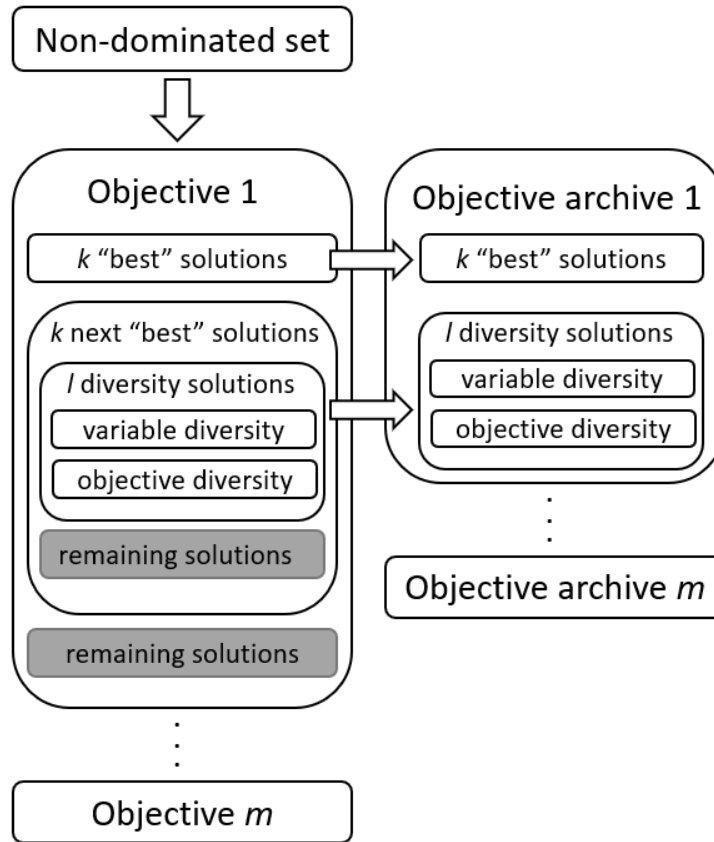 Non-dominated set
Objective 1
k “best” solutions
k next “best” solutions
l diversity solutions
variable diversity
objective diversity
remaining solutions
remaining solutions
Objective m
Objective archive 1
k “best” solutions
l diversity solutions
variable diversity
objective diversity
Objective archive m